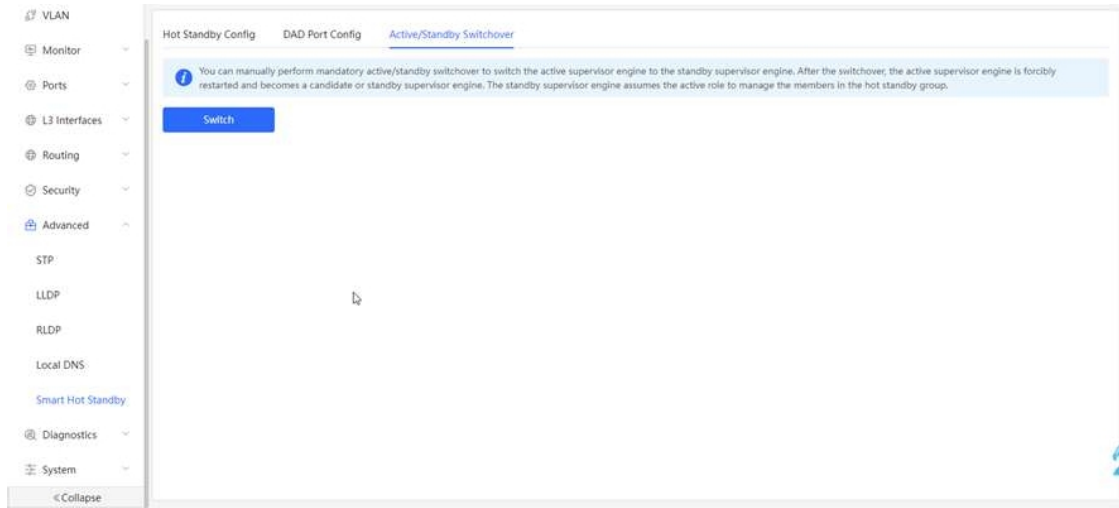 VLAN
Monitor
Ports
L3 Interfaces
Routing
Security
Advanced
STP
LLDP
RLDP
Local DNS
Smart Hot Standby
Diagnostics
System
«Collapse
Hot Standby Config DAD Port Config Active/Standby Switchover
You can manually perform mandatory active/standby switchover to switch the active supervisor engine to the standby supervisor engine. After the switchover, the active supervisor engine is forcibly
restarted and becomes a candidate or standby supervisor engine. The standby supervisor engine assumes the active role to manage the members in the hot standby group.
Switch